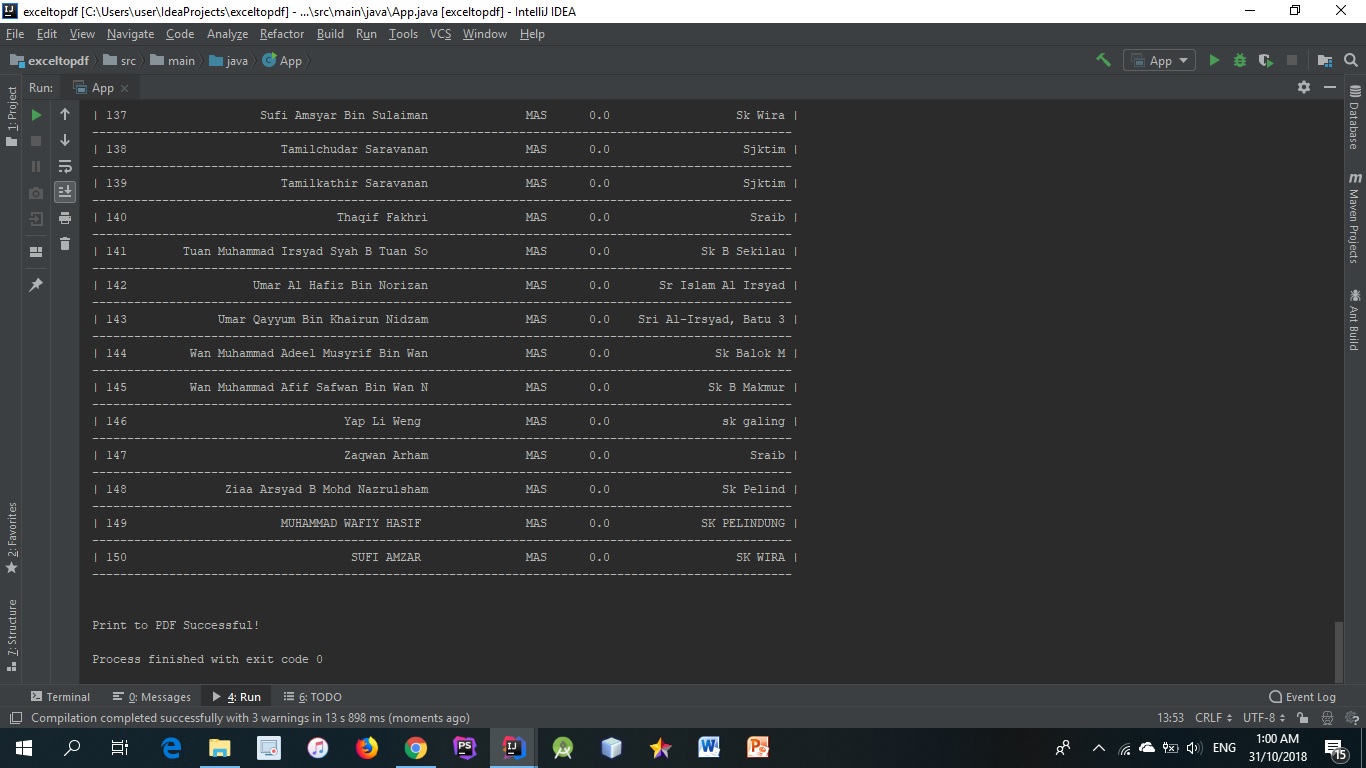 exceltopdf [C:\Users\user\IdeaProjects\exceltopdf] - ...\src\main\java\App.java [exceltopdf] - IntelliJ IDEA
File Edit View Navigate Code Analyze Refactor Build Run Tools VCS Window Help
exceltopdf src main java App App
Run: App
1: Project
2: Favorites
7: Structure
Database
Maven Projects
Ant Build
| 137 Sufi Amsyar Bin Sulaiman MAS 0.0 Sk Wira |
| 138 Tamilchudar Saravanan MAS 0.0 Sjktim |
| 139 Tamilkathir Saravanan MAS 0.0 Sjktim |
| 140 Thaqif Fakhri MAS 0.0 Sraib |
| 141 Tuan Muhammad Irsyad Syah B Tuan So MAS 0.0 Sk B Sekilau |
| 142 Umar Al Hafiz Bin Norizan MAS 0.0 Sr Islam Al Irsyad |
| 143 Umar Qayyum Bin Khairun Nidzam MAS 0.0 Sri Al-Irsyad, Batu 3 |
| 144 Wan Muhammad Adeel Musyrif Bin Wan MAS 0.0 Sk Balok M |
| 145 Wan Muhammad Afif Safwan Bin Wan N MAS 0.0 Sk B Makmur |
| 146 Yap Li Weng MAS 0.0 sk galing |
| 147 Zaqwan Arham MAS 0.0 Sraib |
| 148 Ziaa Arsyad B Mohd Nazrulsham MAS 0.0 Sk Pelind |
| 149 MUHAMMAD WAFIY HASIF MAS 0.0 SK PELINDUNG |
| 150 SUFI AMZAR MAS 0.0 SK WIRA |
Print to PDF Successful!
Process finished with exit code 0
Terminal 0: Messages 4: Run 6: TODO Event Log
Compilation completed successfully with 3 warnings in 13 s 898 ms (moments ago) 13:53 CRLF UTF-8
ENG 1:00 AM
31/10/2018 15